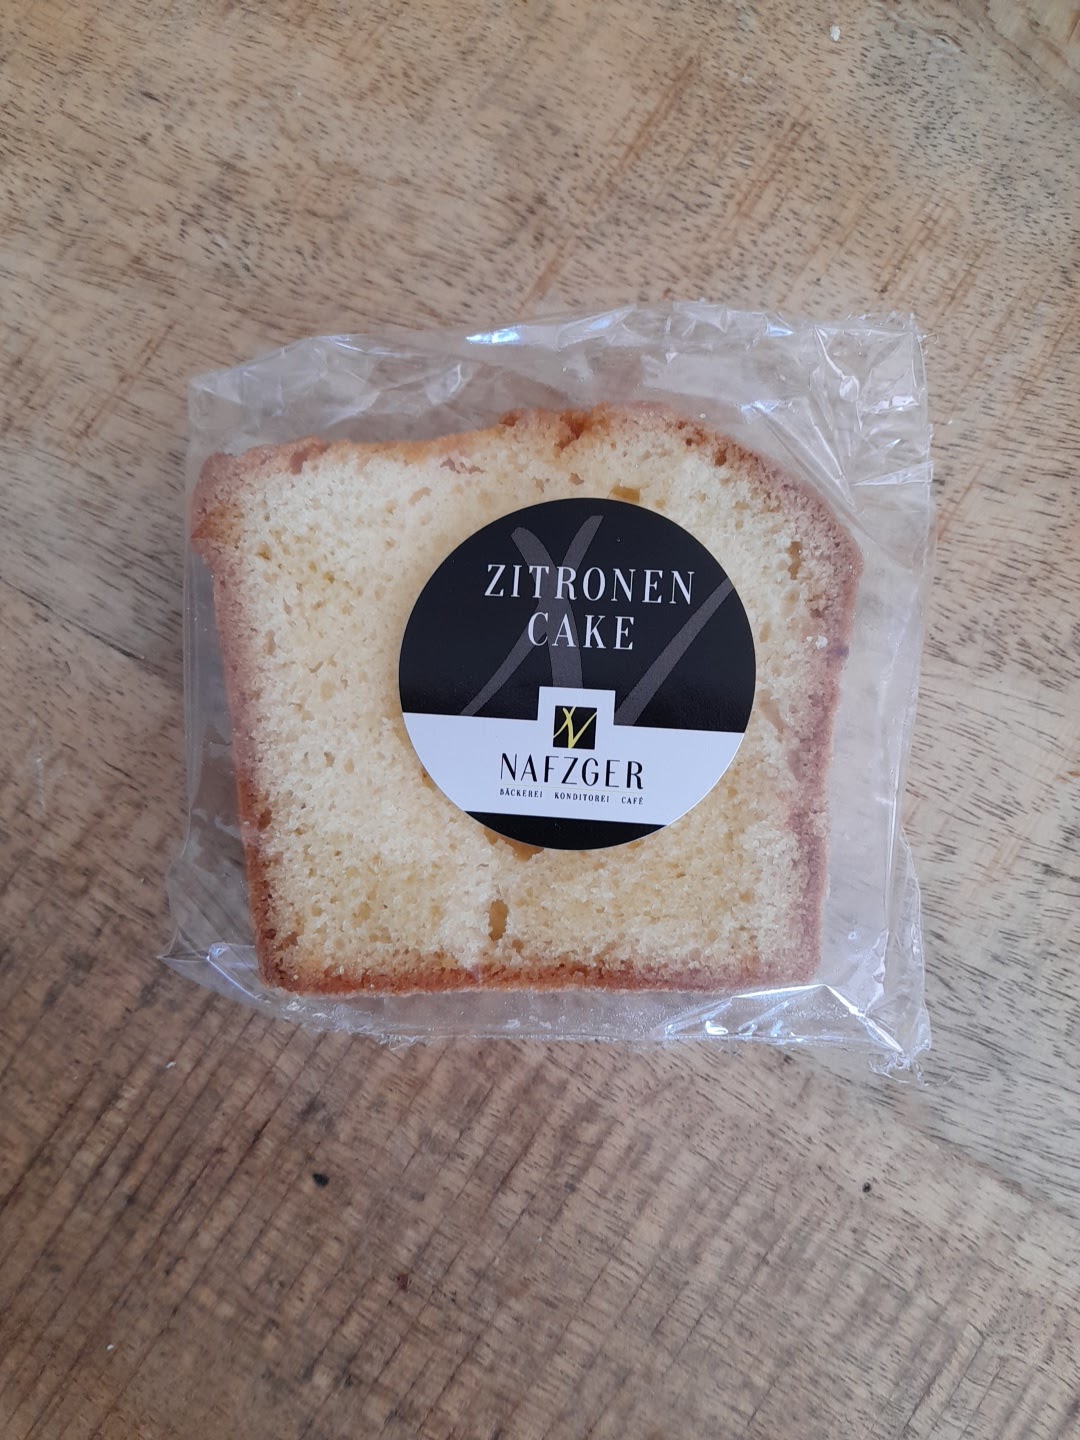 ZITRONEN
CAKE
NAFZGER
BÄCKEREI KONDITOREI CAFÉ